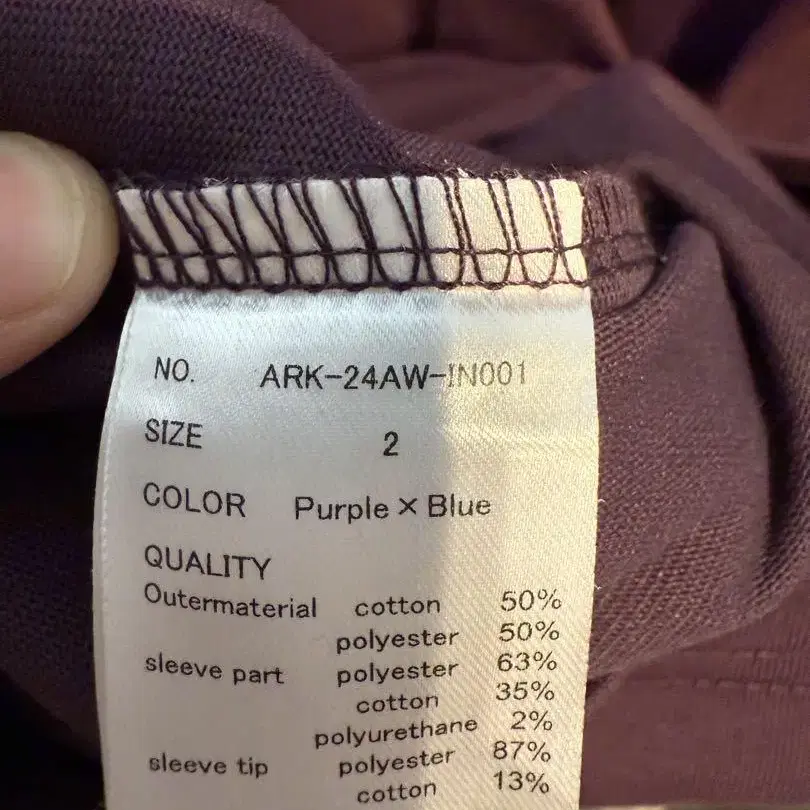 NO. ARK-24AW-IN001
SIZE 2
COLOR Purple × Blue
QUALITY
Outermaterial cotton 50%
polyester 50%
sleeve part polyester 63%
cotton 35%
polyurethane 2%
sleeve tip polyester 87%
cotton 13%